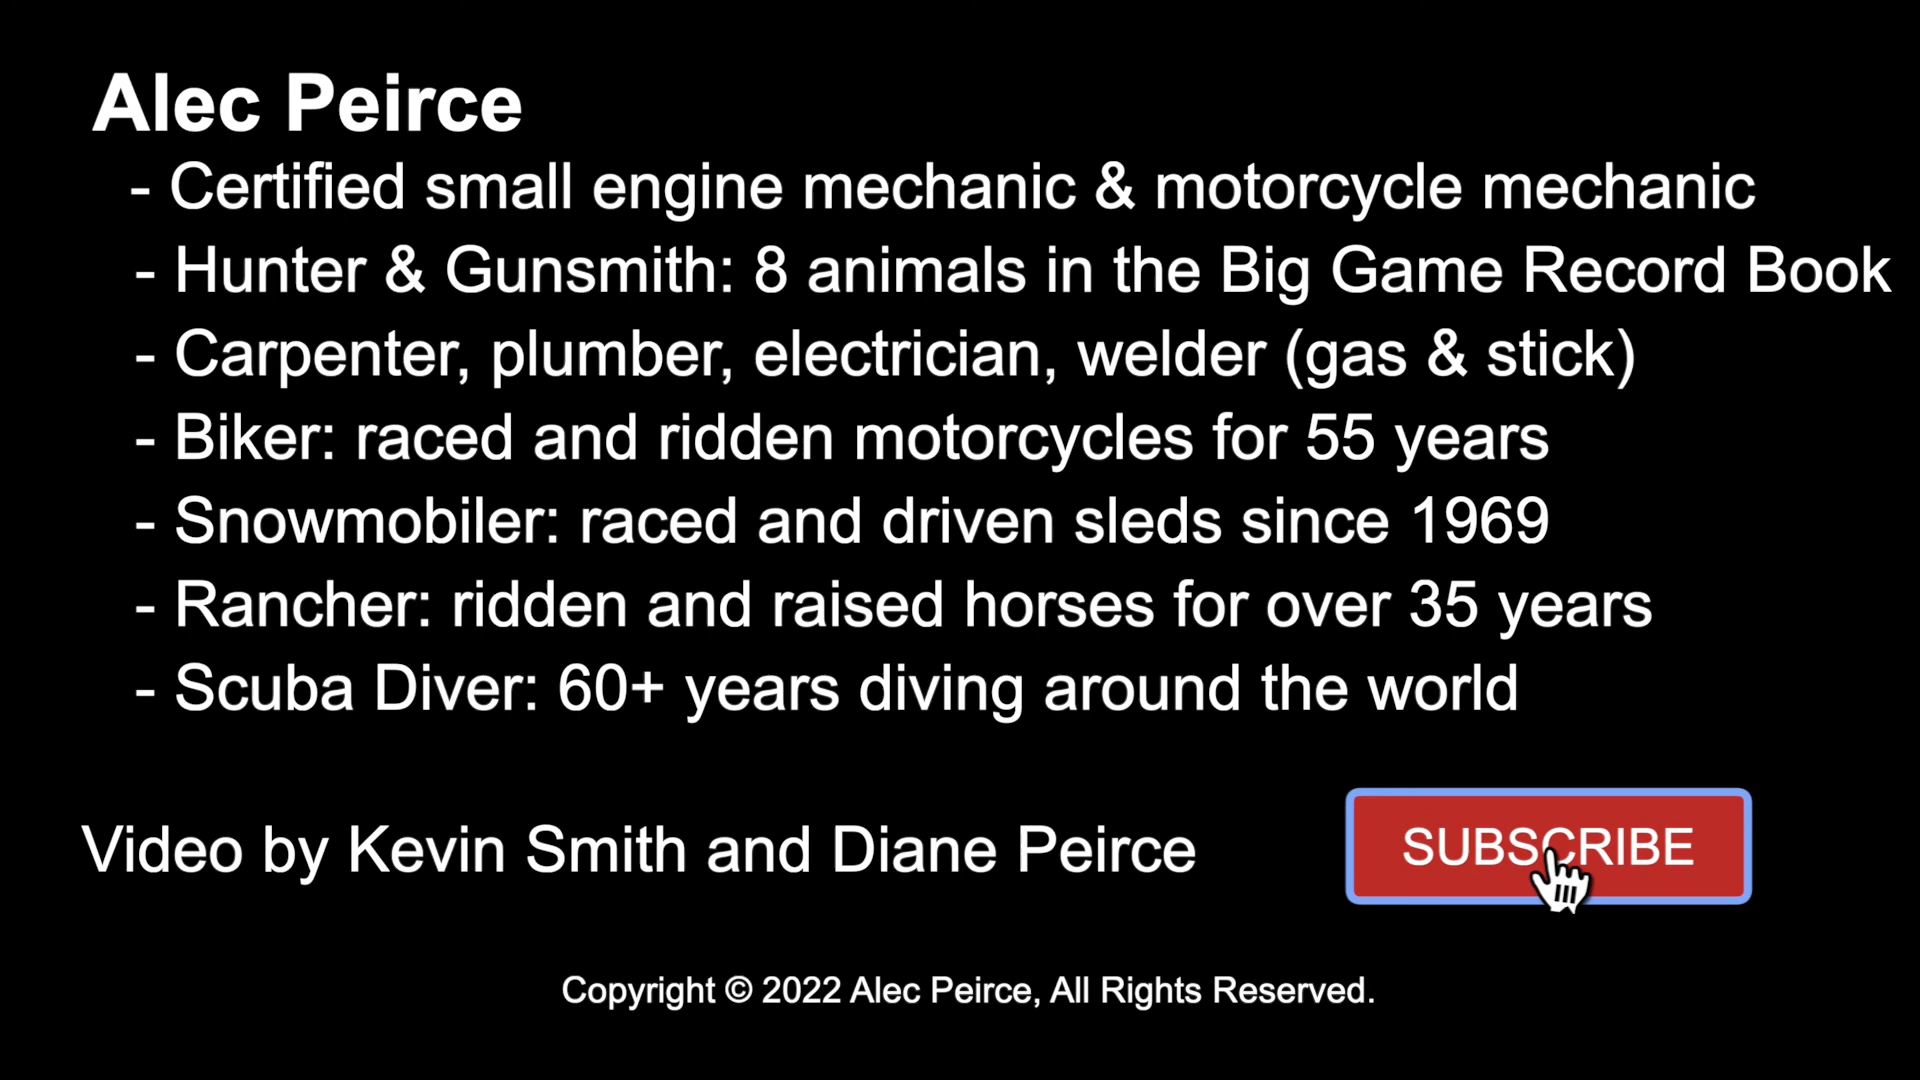 Alec Peirce
- Certified small engine mechanic & motorcycle mechanic
- Hunter & Gunsmith: 8 animals in the Big Game Record Book
- Carpenter, plumber, electrician, welder (gas & stick)
- Biker: raced and ridden motorcycles for 55 years
- Snowmobiler: raced and driven sleds since 1969
- Rancher: ridden and raised horses for over 35 years
- Scuba Diver: 60+ years diving around the world
Video by Kevin Smith and Diane Peirce
SUBSCRIBE
Copyright © 2022 Alec Peirce, All Rights Reserved.